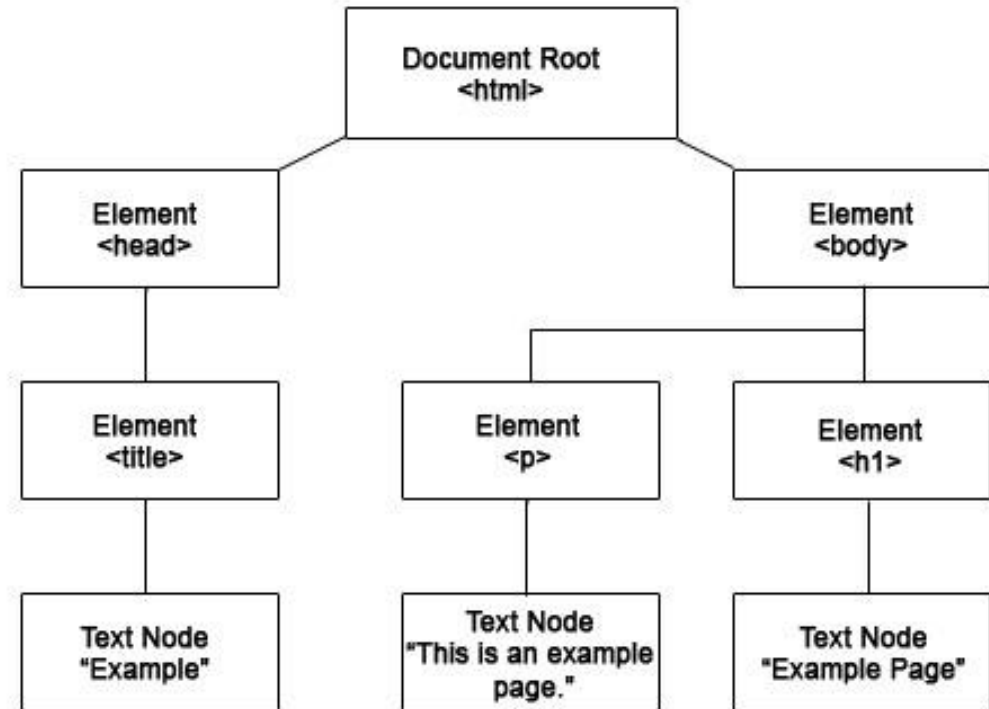 Document Root
<html>
Element
<head>
Element
<body>
Element
<title>
Element
<p>
Element
<h1>
Text Node
"Example"
Text Node
"This is an example
page."
Text Node
"Example Page"